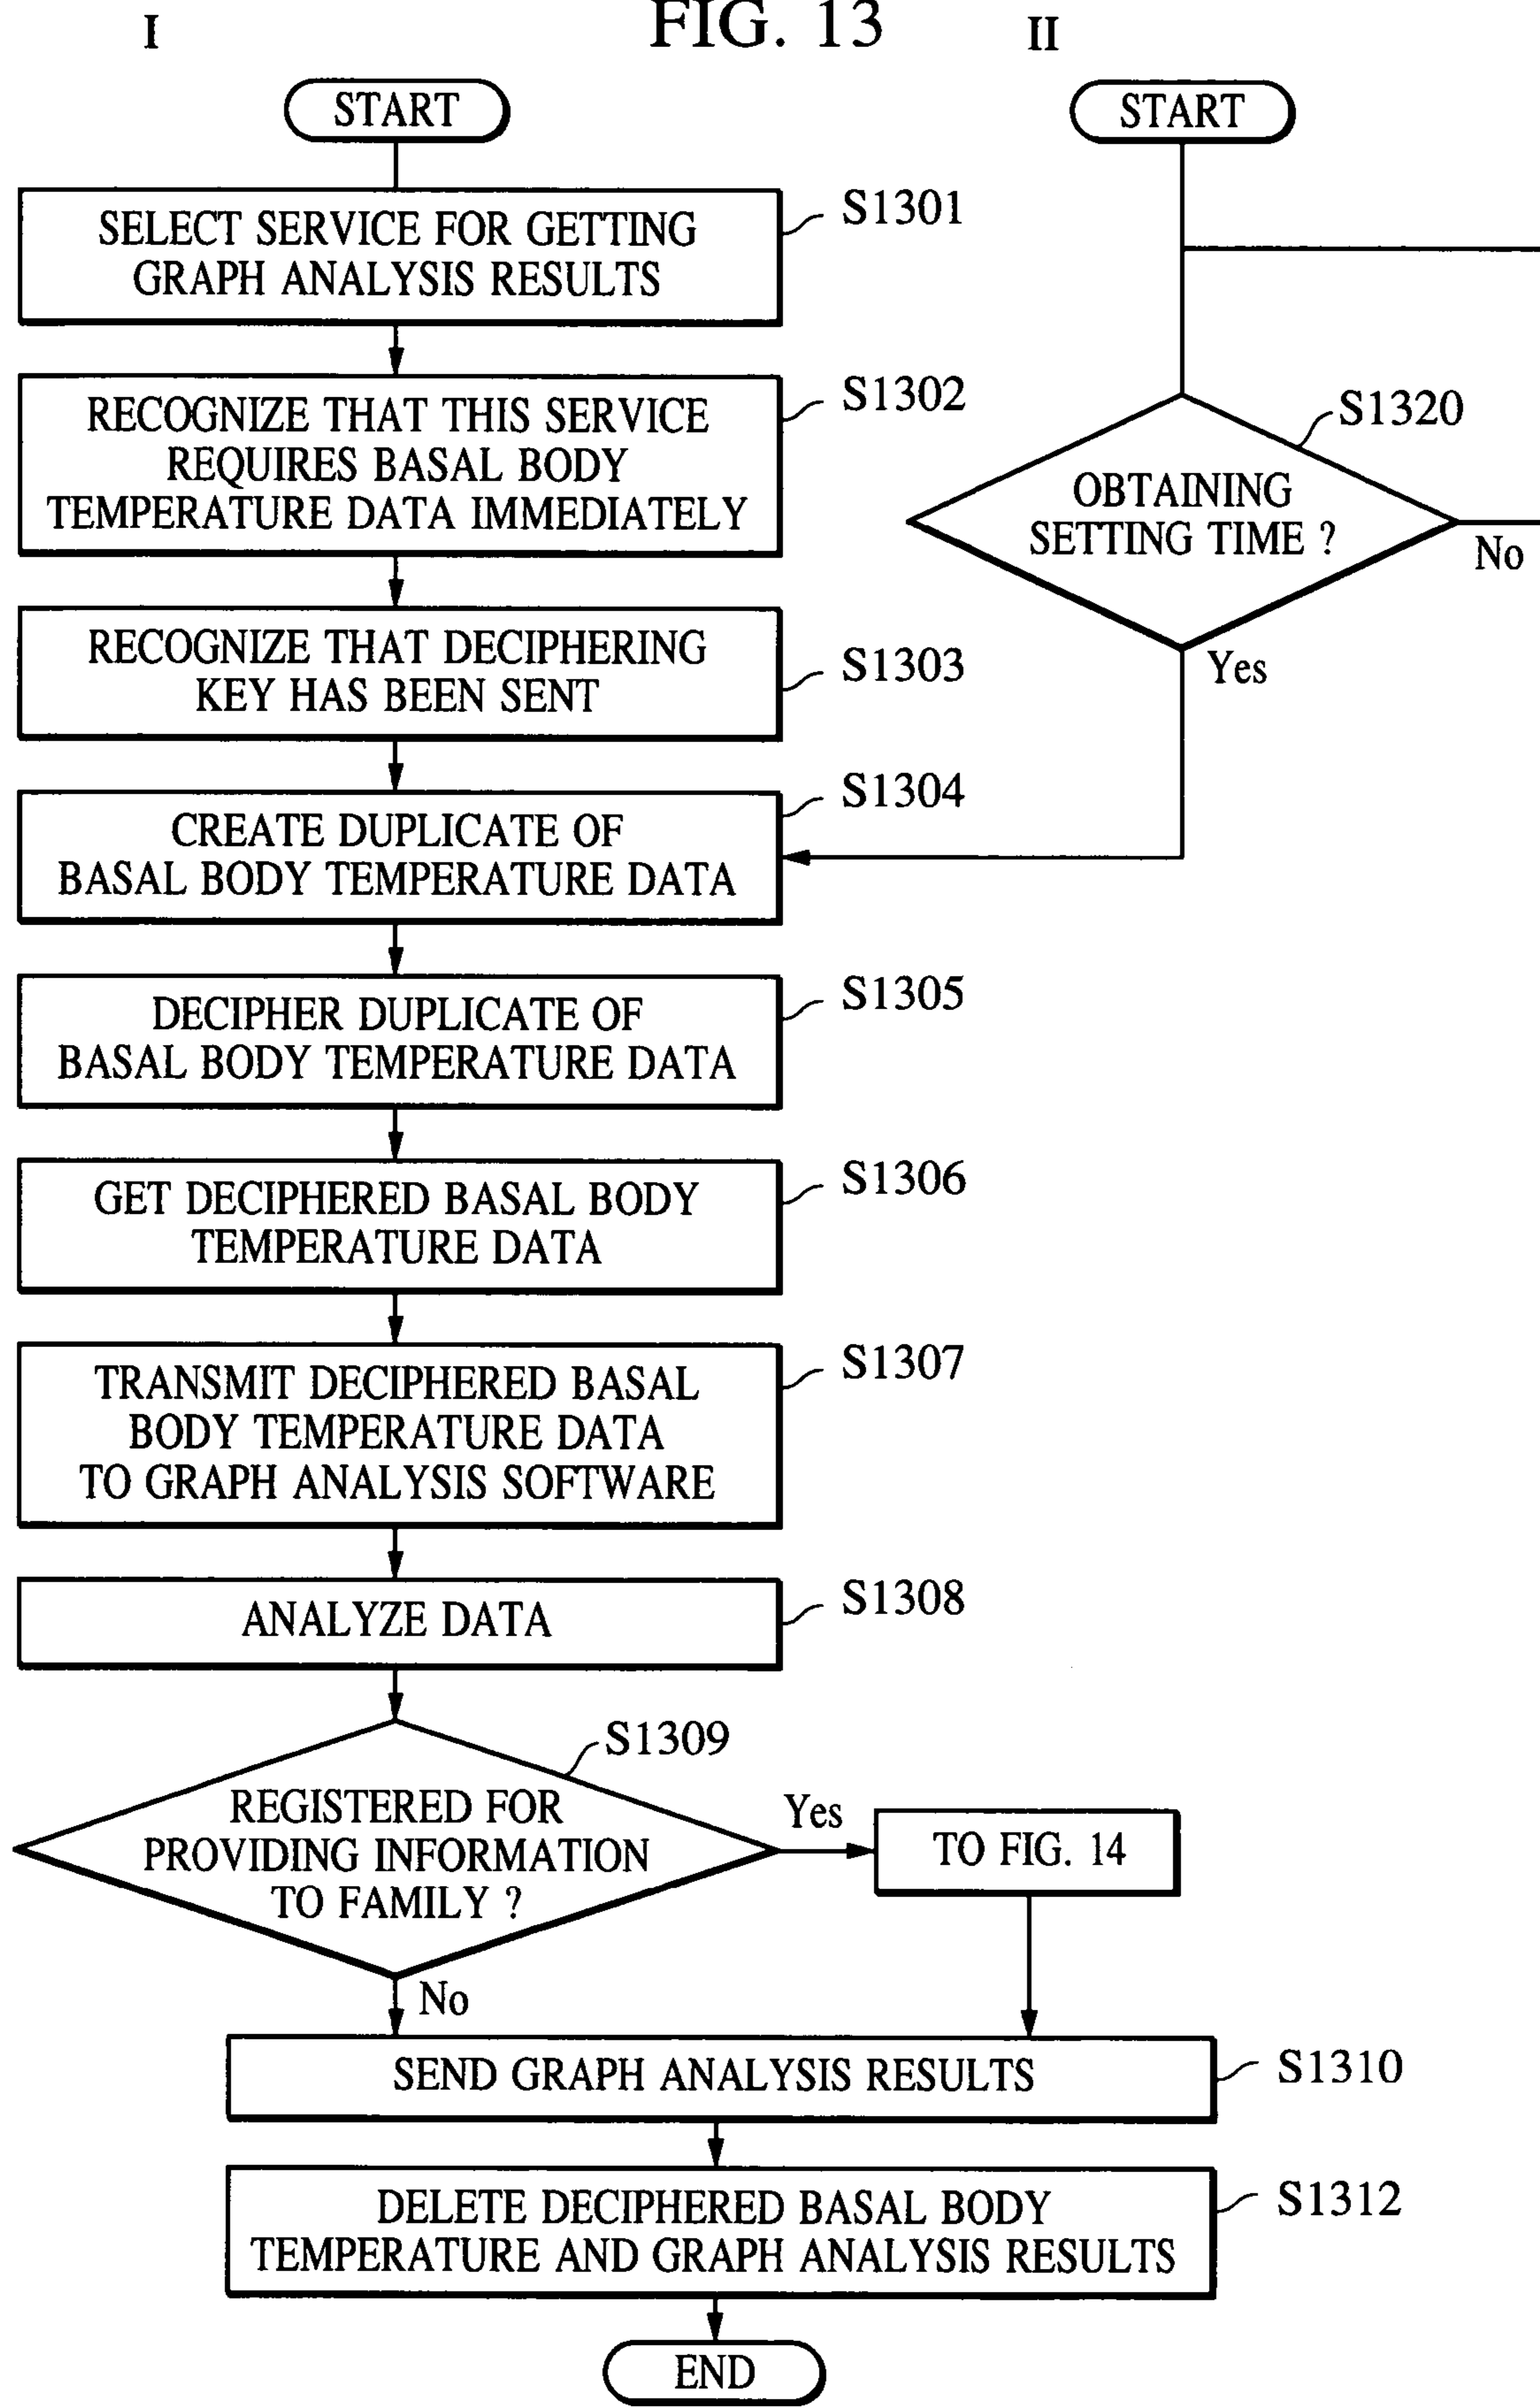 FIG. 13
I
II
START
START
SELECT SERVICE FOR GETTING
GRAPH ANALYSIS RESULTS
S1301
RECOGNIZE THAT THIS SERVICE
REQUIRES BASAL BODY
TEMPERATURE DATA IMMEDIATELY
S1302
S1320
OBTAINING
SETTING TIME ?
No
Yes
RECOGNIZE THAT DECIPHERING
KEY HAS BEEN SENT
S1303
CREATE DUPLICATE OF
BASAL BODY TEMPERATURE DATA
S1304
DECIPHER DUPLICATE OF
BASAL BODY TEMPERATURE DATA
S1305
GET DECIPHERED BASAL BODY
TEMPERATURE DATA
S1306
TRANSMIT DECIPHERED BASAL
BODY TEMPERATURE DATA
TO GRAPH ANALYSIS SOFTWARE
S1307
ANALYZE DATA
S1308
S1309
REGISTERED FOR
PROVIDING INFORMATION
TO FAMILY ?
Yes
TO FIG. 14
No
SEND GRAPH ANALYSIS RESULTS
S1310
DELETE DECIPHERED BASAL BODY
TEMPERATURE AND GRAPH ANALYSIS RESULTS
S1312
END